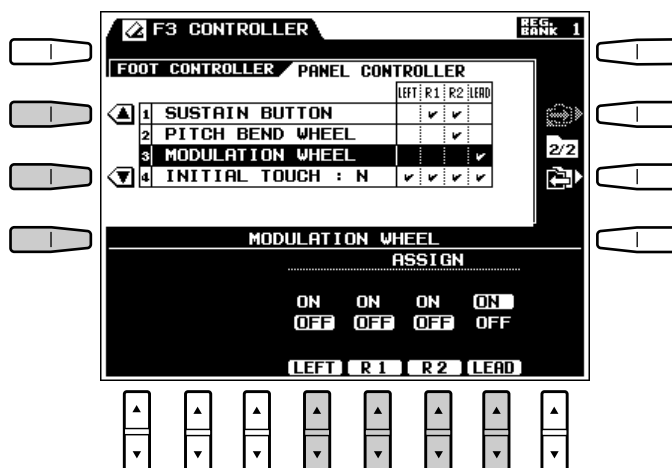 F3 CONTROLLER
REG. BANK 1
FOOT CONTROLLER PANEL CONTROLLER
LEFT R1 R2 LEAD
1 SUSTAIN BUTTON
2 PITCH BEND WHEEL
3 MODULATION WHEEL
2/2
4 INITIAL TOUCH : N
MODULATION WHEEL
ASSIGN
ON ON ON ON
OFF OFF OFF OFF
LEFT R 1 R 2 LEAD